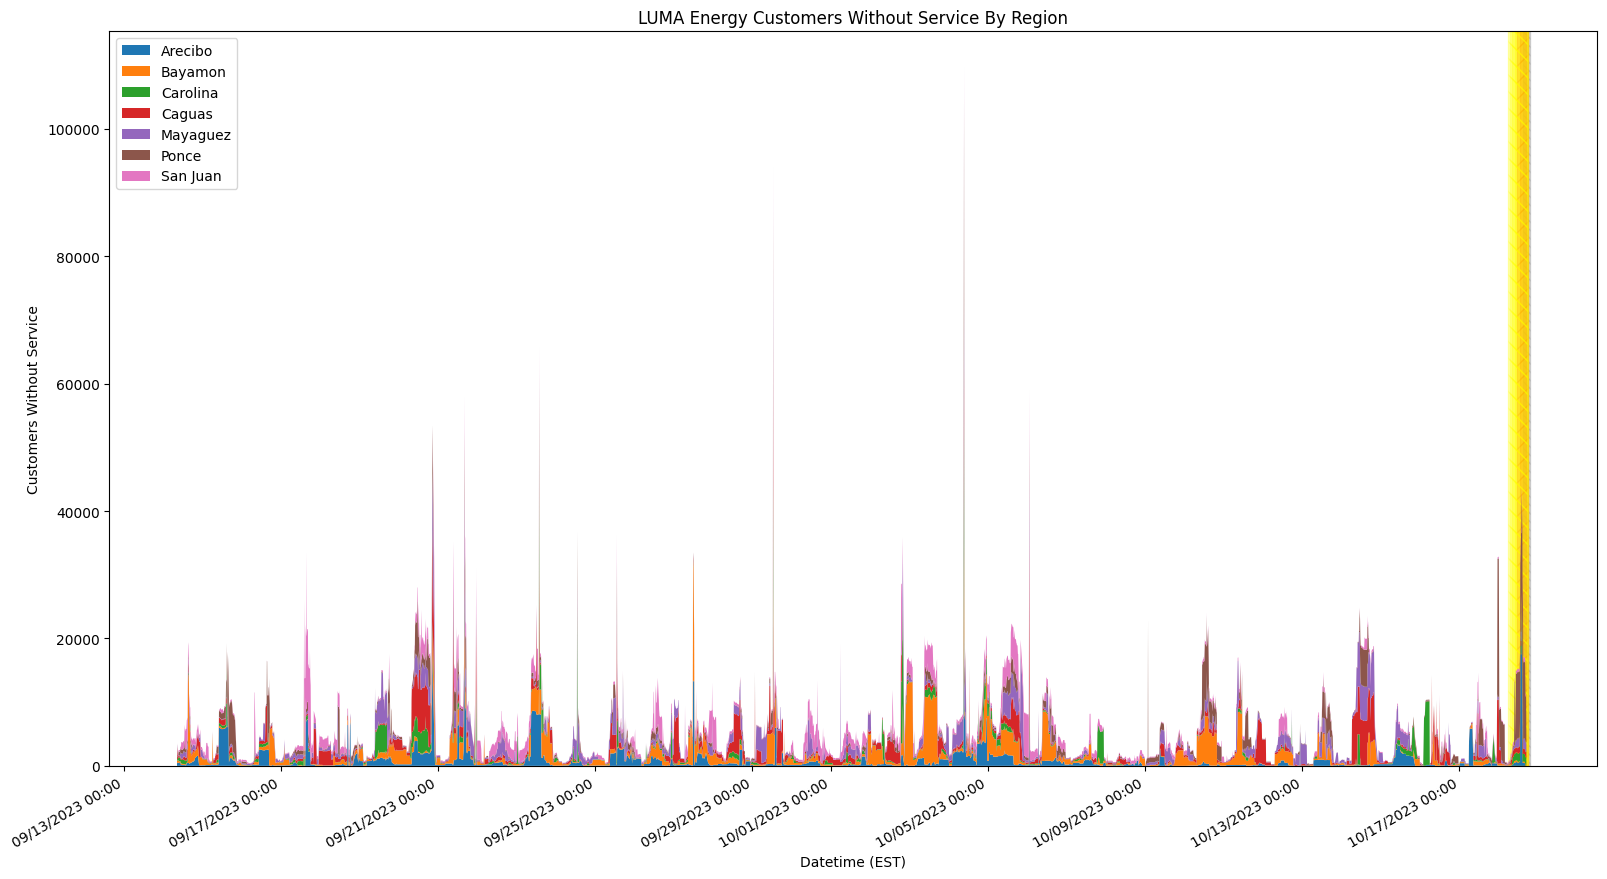 LUMA Energy Customers Without Service By Region
Arecibo
Bayamon
Carolina
Caguas
Mayaguez
Ponce
San Juan
100000
80000
60000
40000
20000
0
Customers Without Service
09/13/2023 00:00
09/17/2023 00:00
09/21/2023 00:00
09/25/2023 00:00
09/29/2023 00:00
10/01/2023 00:00
10/05/2023 00:00
10/09/2023 00:00
10/13/2023 00:00
10/17/2023 00:00
Datetime (EST)